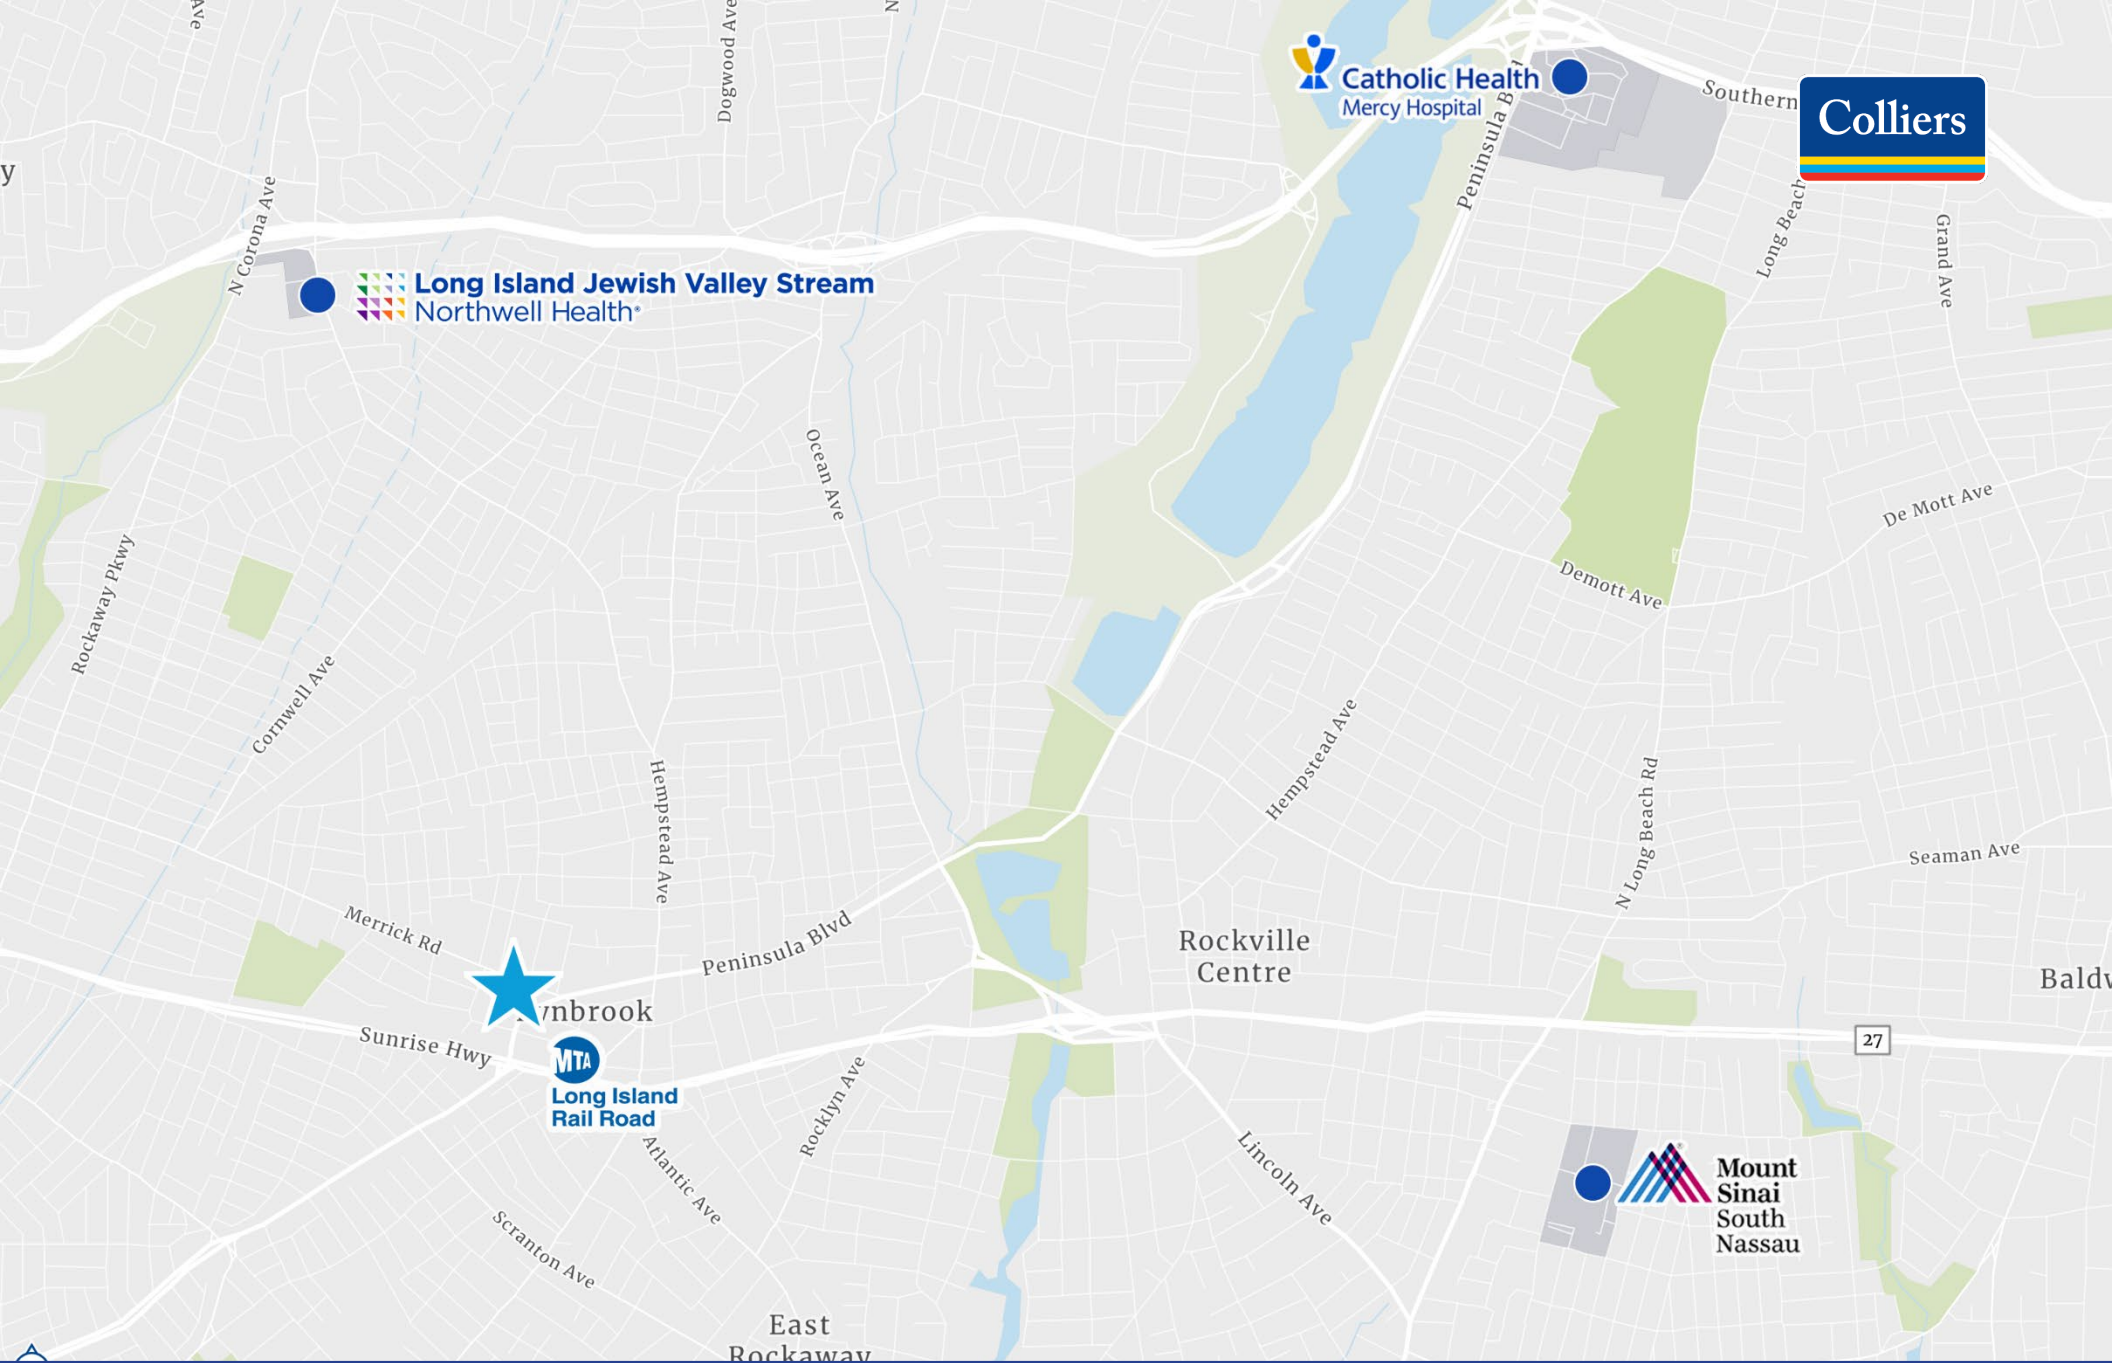 Ave
Dogwood Ave
N
Catholic Health
Mercy Hospital
Southern
Colliers
Peninsula
y
N Corona Ave
Long Beach
Grand Ave
Long Island Jewish Valley Stream
Northwell Health®
Ocean Ave
De Mott Ave
Rockaway Pkwy
Demott Ave
Cornwell Ave
Hempstead Ave
Hempstead Ave
N Long Beach Rd
Seaman Ave
Merrick Rd
Peninsula Blvd
Rockville
Centre
Baldw
ynbrook
Sunrise Hwy
27
MTA
Long Island
Rail Road
Rocklyn Ave
Atlantic Ave
Lincoln Ave
Mount
Sinai
South
Nassau
Scranton Ave
East
Rockaway